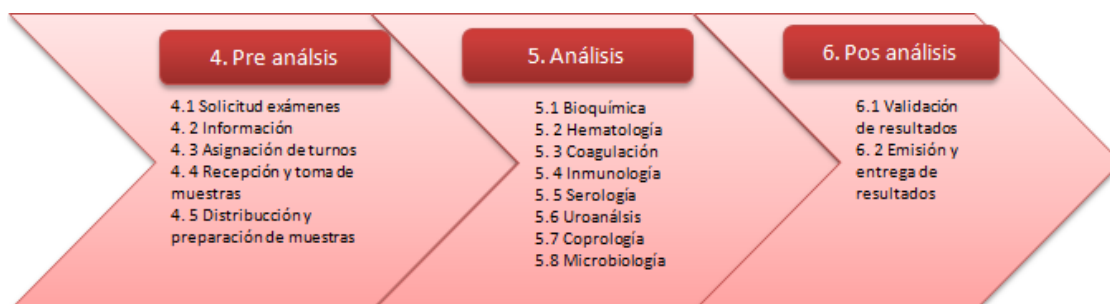 4. Pre análsis
4.1 Solicitud exámenes
4. 2 Información
4. 3 Asignación de turnos
4. 4 Recepción y toma de
muestras
4. 5 Distribucción y
preparación de muestras
5. Análisis
5.1 Bioquímica
5. 2 Hematología
5. 3 Coagulación
5. 4 Inmunología
5. 5 Serología
5.6 Uroanálsis
5.7 Coprología
5.8 Microbiología
6. Pos análisis
6.1 Validación
de resultados
6. 2 Emisión y
entrega de
resultados